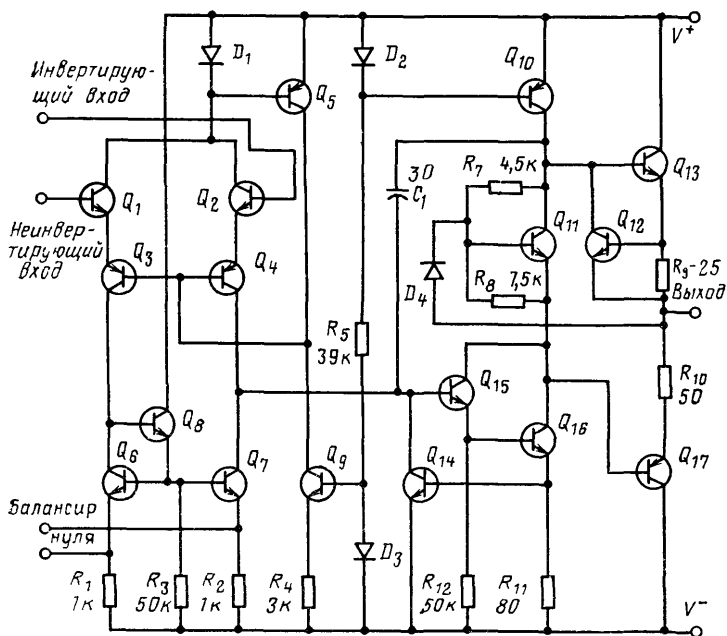 V⁺
D₁
D₂
Инвертирую-
щий вход
Q₅
Q₁₀
Q₁
Q₂
30
C₁
R₇
4,5к
Q₁₃
Неинвер-
тирующий
вход
Q₃
Q₄
Q₁₁
Q₁₂
R₉-25
Выход
D₄
R₈
7,5к
R₅
39к
R₁₀
50
Q₈
Q₁₅
Q₁₆
Q₆
Q₇
Q₉
Q₁₄
Q₁₇
Балансир
нуля
D₃
R₁
1к
R₃
50к
R₂
1к
R₄
3к
R₁₂
50к
R₁₁
80
V⁻